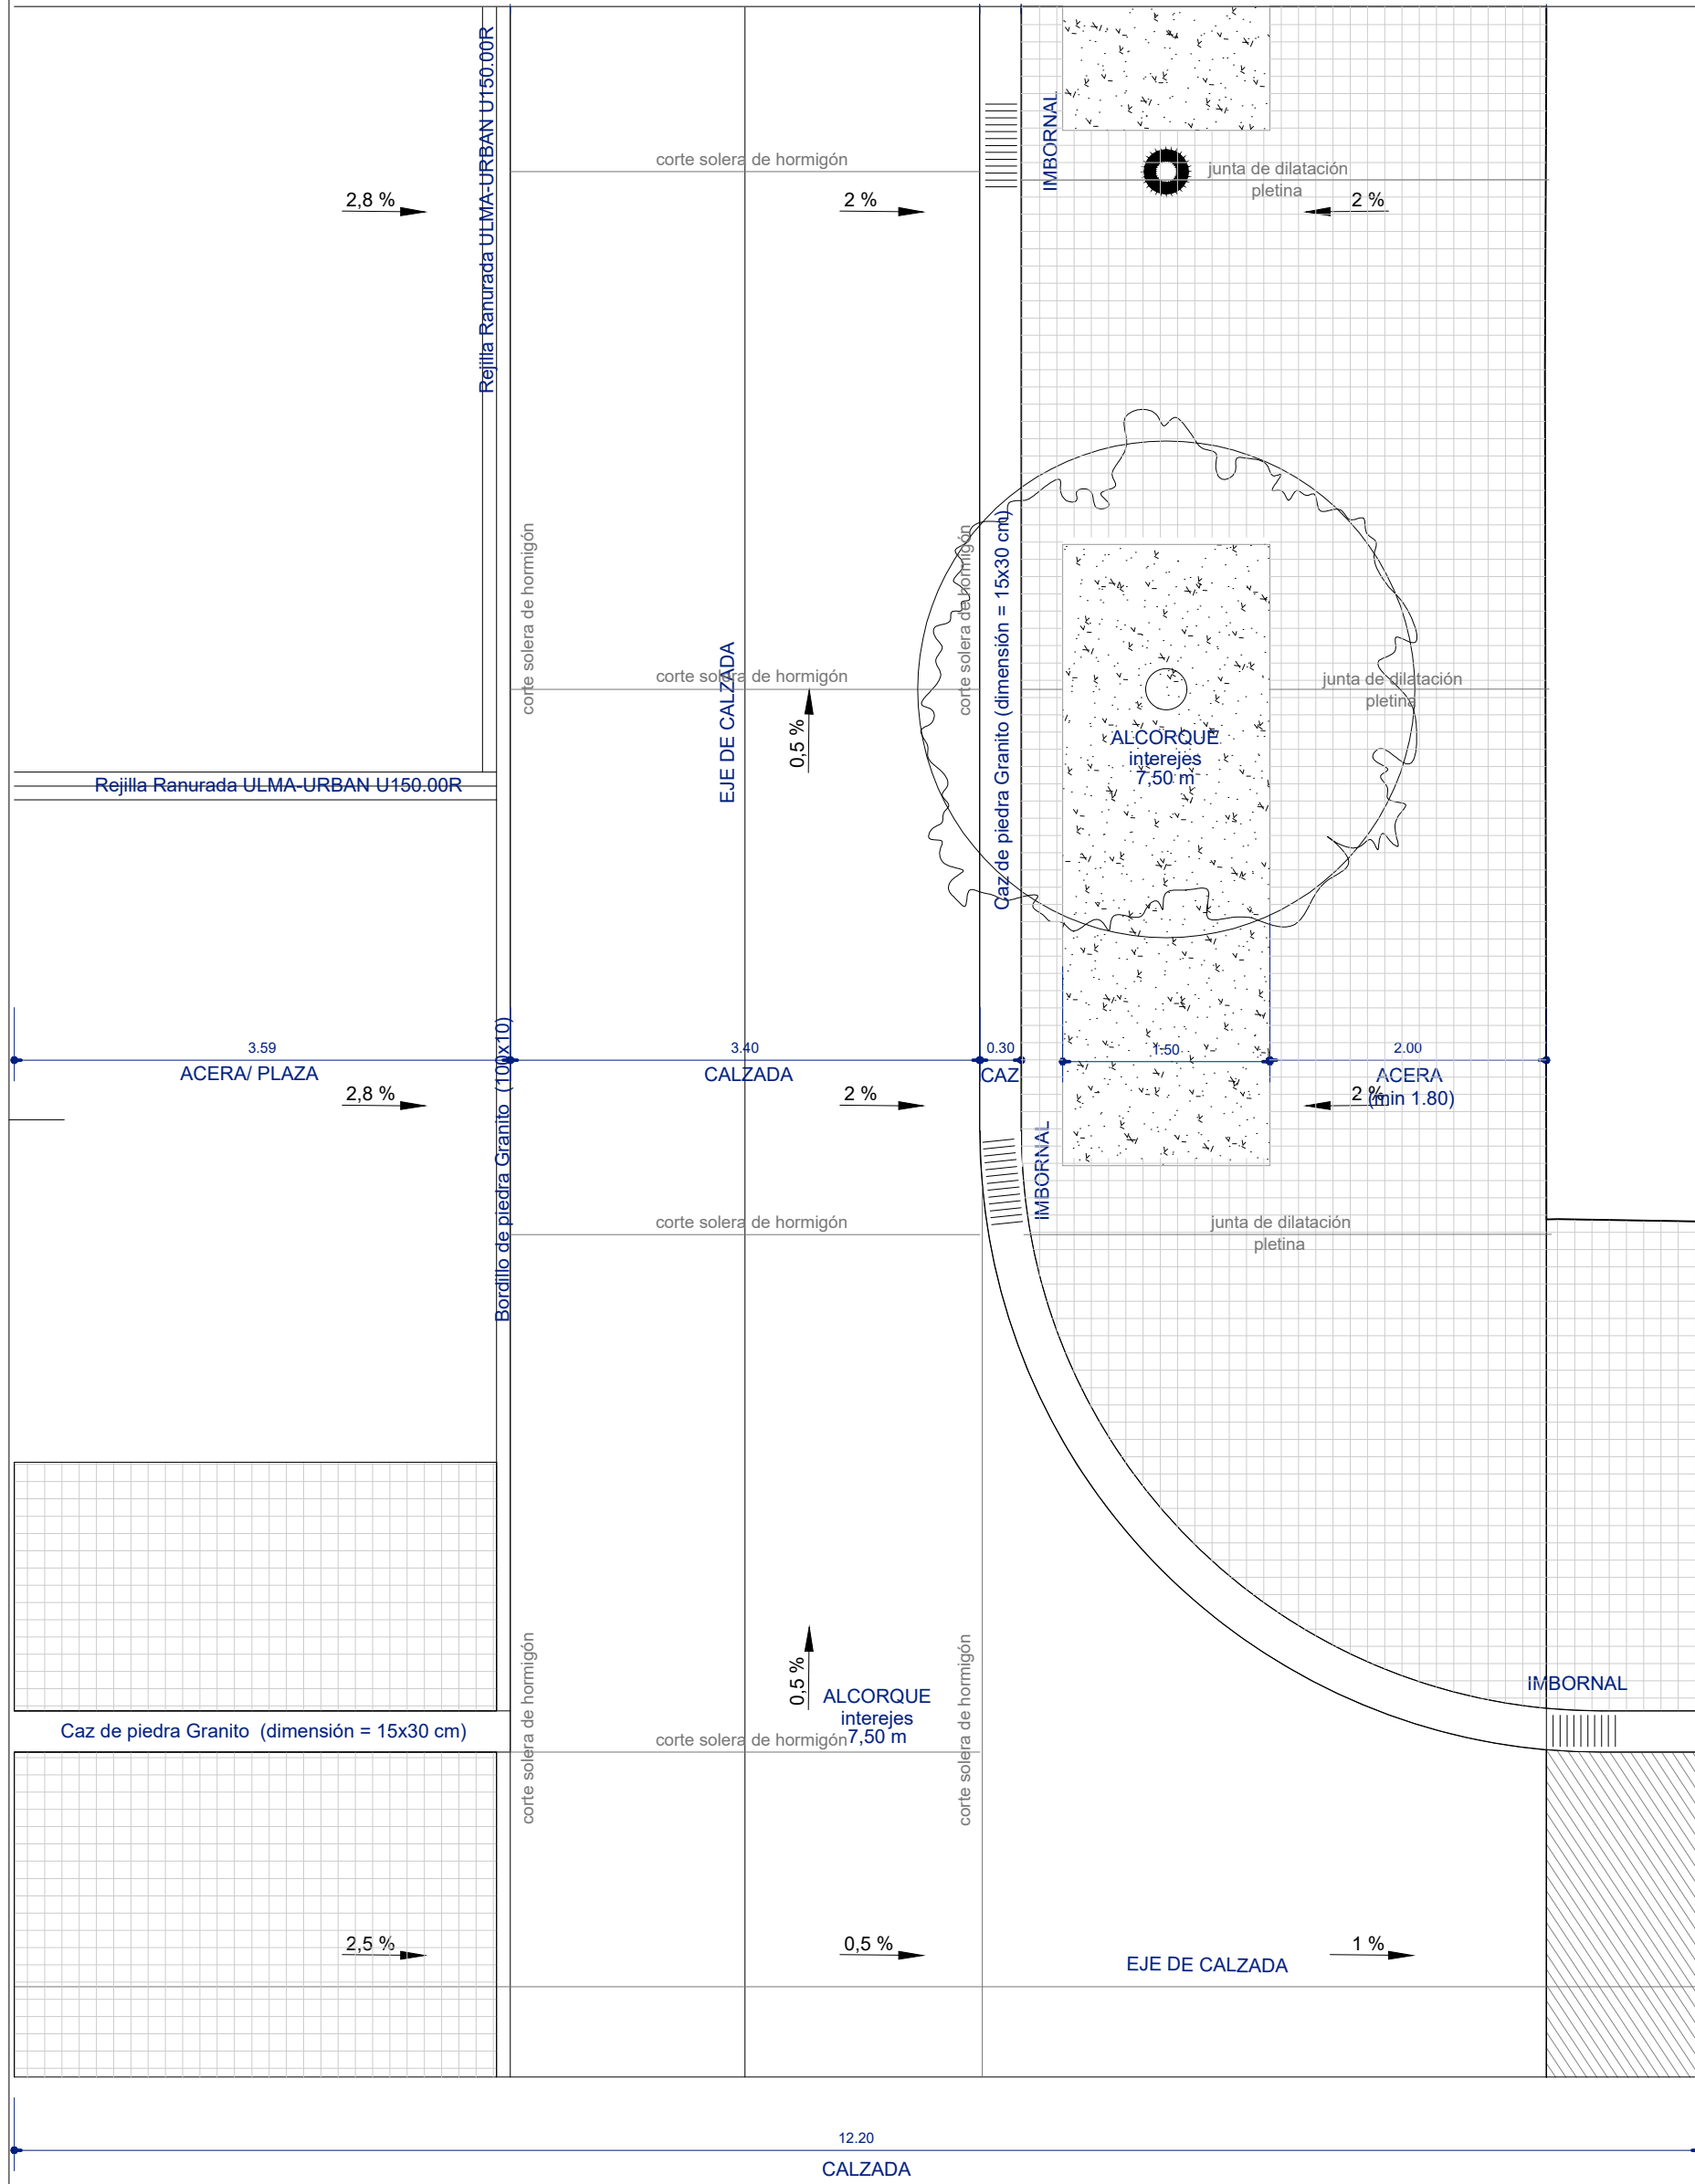 Rejilla Ranurada ULMA-URBAN U150.00R
IMBORNAL
corte solera de hormigón
junta de dilatación
pletina
2,8 %
2 %
2 %
corte solera de hormigón
corte solera de hormigón
Caz de piedra Granito (dimensión = 15x30 cm)
EJE DE CALZADA
corte solera de hormigón
junta de dilatación
pletina
0,5 %
ALCORQUE
interejes
7,50 m
Rejilla Ranurada ULMA-URBAN U150.00R
3.59
3.40
0.30
1.50
2.00
ACERA/ PLAZA
CALZADA
CAZ
ACERA
(min 1.80)
2,8 %
2 %
2 %
Bordillo de piedra Granito (100x10)
IMBORNAL
corte solera de hormigón
junta de dilatación
pletina
corte solera de hormigón
corte solera de hormigón
0,5 %
ALCORQUE
interejes
7,50 m
IMBORNAL
Caz de piedra Granito (dimensión = 15x30 cm)
corte solera de hormigón
2,5 %
0,5 %
EJE DE CALZADA
1 %
12.20
CALZADA